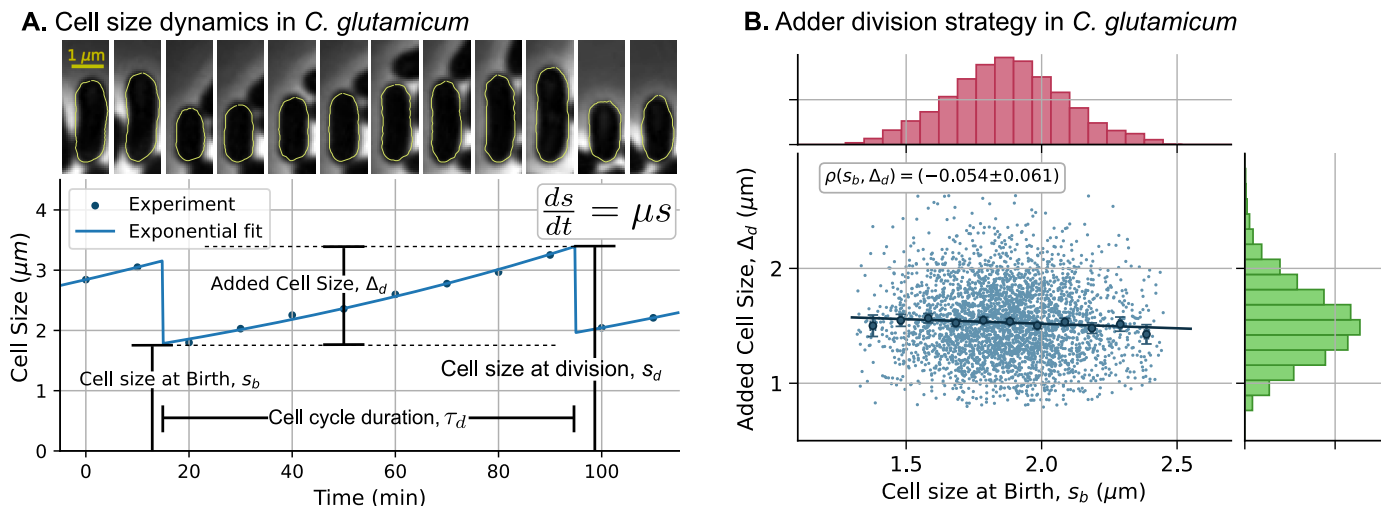 A. Cell size dynamics in C. glutamicum
1 μm
Experiment
Exponential fit
ds/dt = μs
Added Cell Size, Δd
Cell size at Birth, sb
Cell size at division, sd
Cell cycle duration, τd
Cell Size (μm)
4
3
2
1
0
0 20 40 60 80 100
Time (min)
B. Adder division strategy in C. glutamicum
ρ(sb, Δd) = (−0.054±0.061)
Added Cell Size, Δd (μm)
2
1
1.5 2.0 2.5
Cell size at Birth, sb (μm)